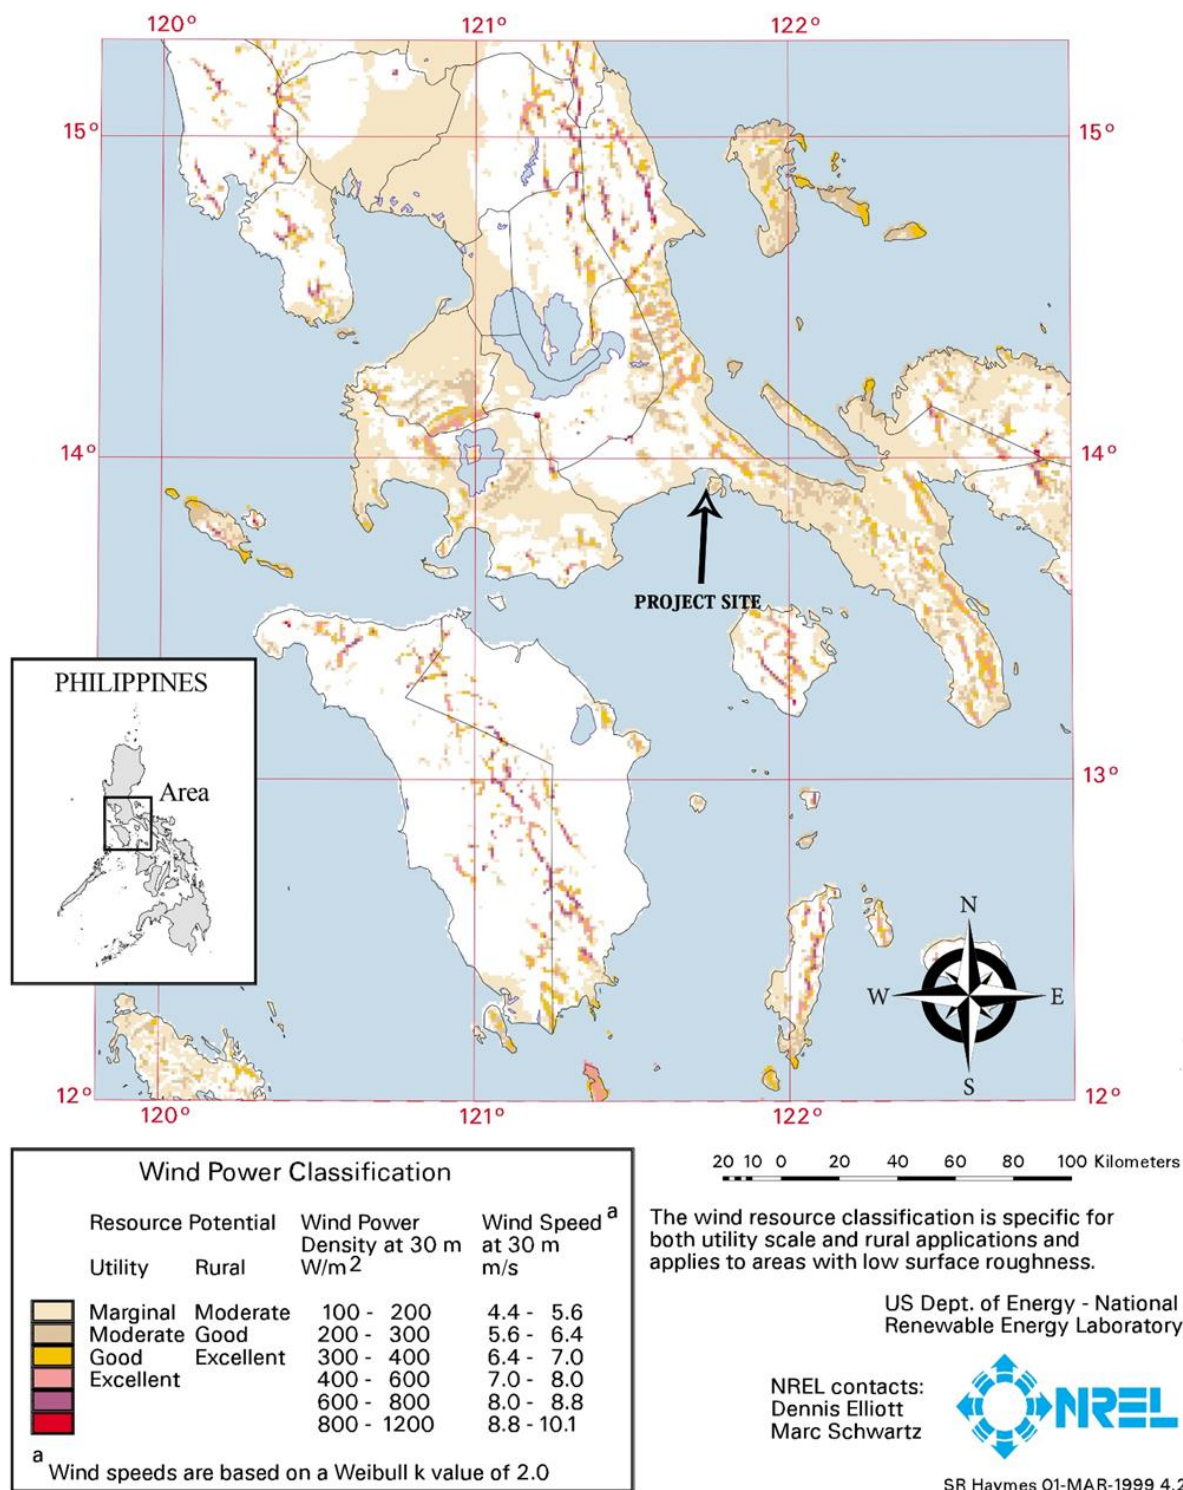 120° 121° 122°
15° 15°
14° 14°
PROJECT SITE
PHILIPPINES
Area
13° 13°
N
W E
S
12° 12°
120° 121° 122°
Wind Power Classification
Resource Potential Wind Power Wind Speed a
Density at 30 m at 30 m
Utility Rural W/m2 m/s
Marginal Moderate 100 - 200 4.4 - 5.6
Moderate Good 200 - 300 5.6 - 6.4
Good Excellent 300 - 400 6.4 - 7.0
Excellent 400 - 600 7.0 - 8.0
600 - 800 8.0 - 8.8
800 - 1200 8.8 - 10.1
a Wind speeds are based on a Weibull k value of 2.0
20 10 0 20 40 60 80 100 Kilometers
The wind resource classification is specific for
both utility scale and rural applications and
applies to areas with low surface roughness.
US Dept. of Energy - National
Renewable Energy Laboratory
NREL contacts:
Dennis Elliott
Marc Schwartz
NREL
SR Haymes 01-MAR-1999 4.2